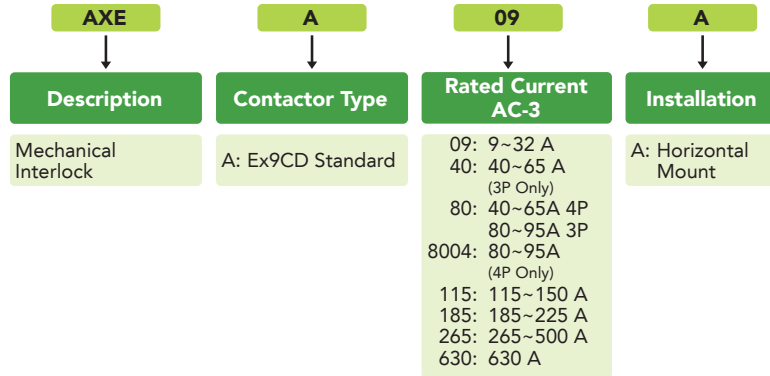 AXE A 09 A
Description Contactor Type Rated Current AC-3 Installation
Mechanical
Interlock
A: Ex9CD Standard
09: 9~32 A
40: 40~65 A
(3P Only)
80: 40~65A 4P
80~95A 3P
8004: 80~95A
(4P Only)
115: 115~150 A
185: 185~225 A
265: 265~500 A
630: 630 A
A: Horizontal
Mount